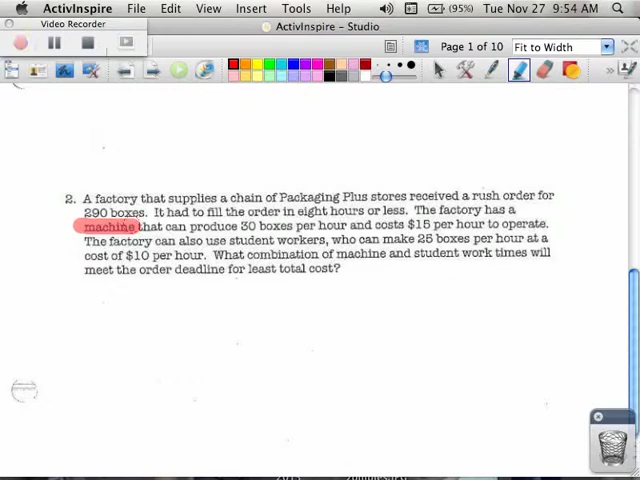 ActivInspire File Edit View Insert Tools Help (95%) Tue Nov 27 9:54 AM
Video Recorder
ActivInspire – Studio
Page 1 of 10 Fit to Width
2. A factory that supplies a chain of Packaging Plus stores received a rush order for
290 boxes. It had to fill the order in eight hours or less. The factory has a
machine that can produce 30 boxes per hour and costs $15 per hour to operate.
The factory can also use student workers, who can make 25 boxes per hour at a
cost of $10 per hour. What combination of machine and student work times will
meet the order deadline for least total cost?